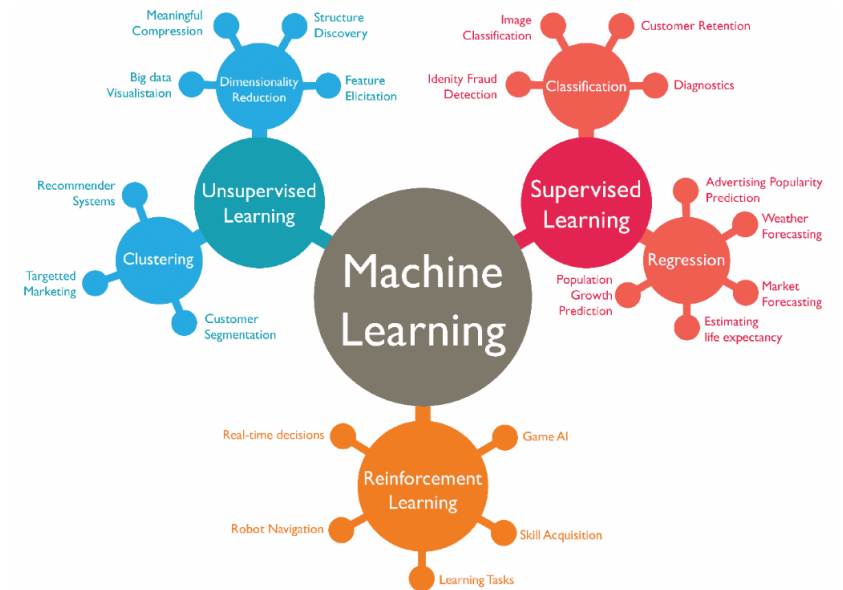 Meaningful
Compression
Structure
Discovery
Big data
Visualistaion
Dimensionality
Reduction
Feature
Elicitation
Image
Classification
Customer Retention
Idenity Fraud
Detection
Classification
Diagnostics
Recommender
Systems
Unsupervised
Learning
Supervised
Learning
Advertising Popularity
Prediction
Weather
Forecasting
Clustering
Regression
Targetted
Marketing
Customer
Segmentation
Machine
Learning
Population
Growth
Prediction
Market
Forecasting
Estimating
life expectancy
Real-time decisions
Game AI
Reinforcement
Learning
Robot Navigation
Skill Acquisition
Learning Tasks